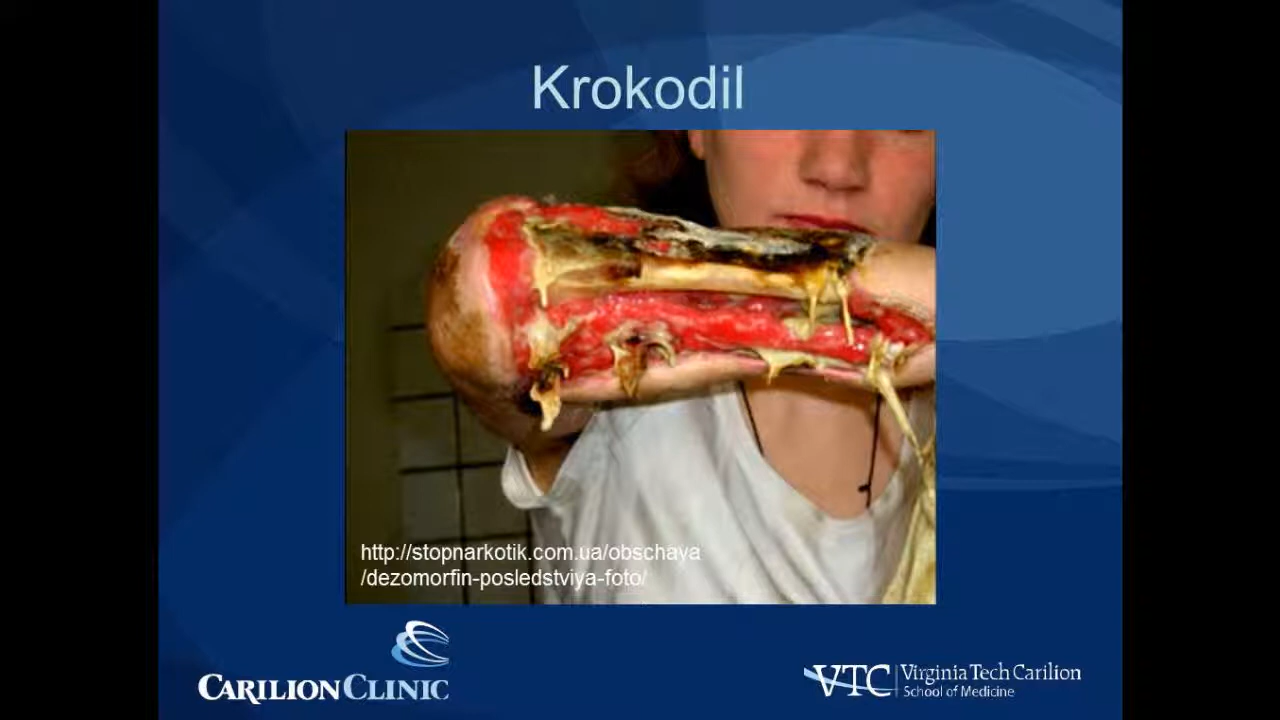 Krokodil
http://stopnarkotik.com.ua/obschaya
/dezomorfin-posledstviya-foto/
CARILION CLINIC
VTC
Virginia Tech Carilion
School of Medicine